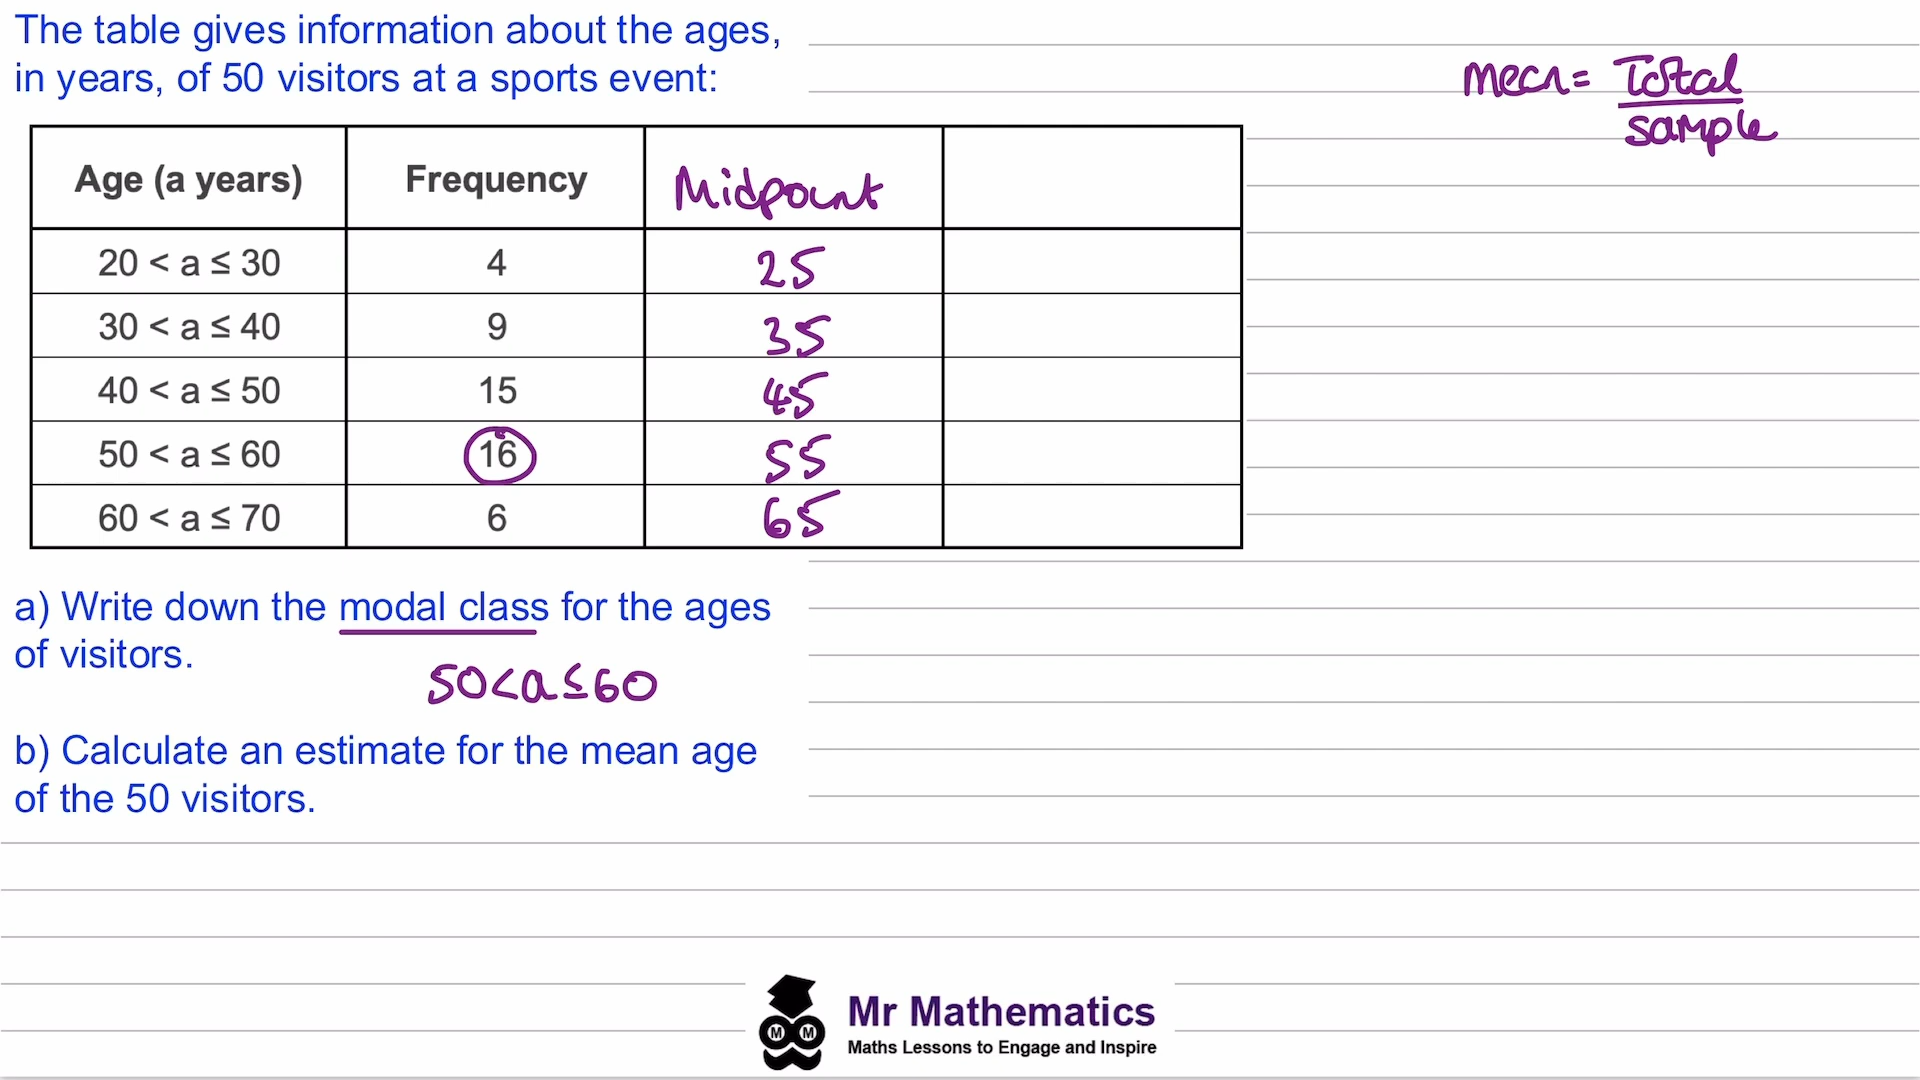 The table gives information about the ages,
in years, of 50 visitors at a sports event:
mean = Total
sample
Age (a years) Frequency Midpoint
20 < a ≤ 30 4 25
30 < a ≤ 40 9 35
40 < a ≤ 50 15 45
50 < a ≤ 60 16 55
60 < a ≤ 70 6 65
a) Write down the modal class for the ages
of visitors.
50<a≤60
b) Calculate an estimate for the mean age
of the 50 visitors.
M M
Mr Mathematics
Maths Lessons to Engage and Inspire